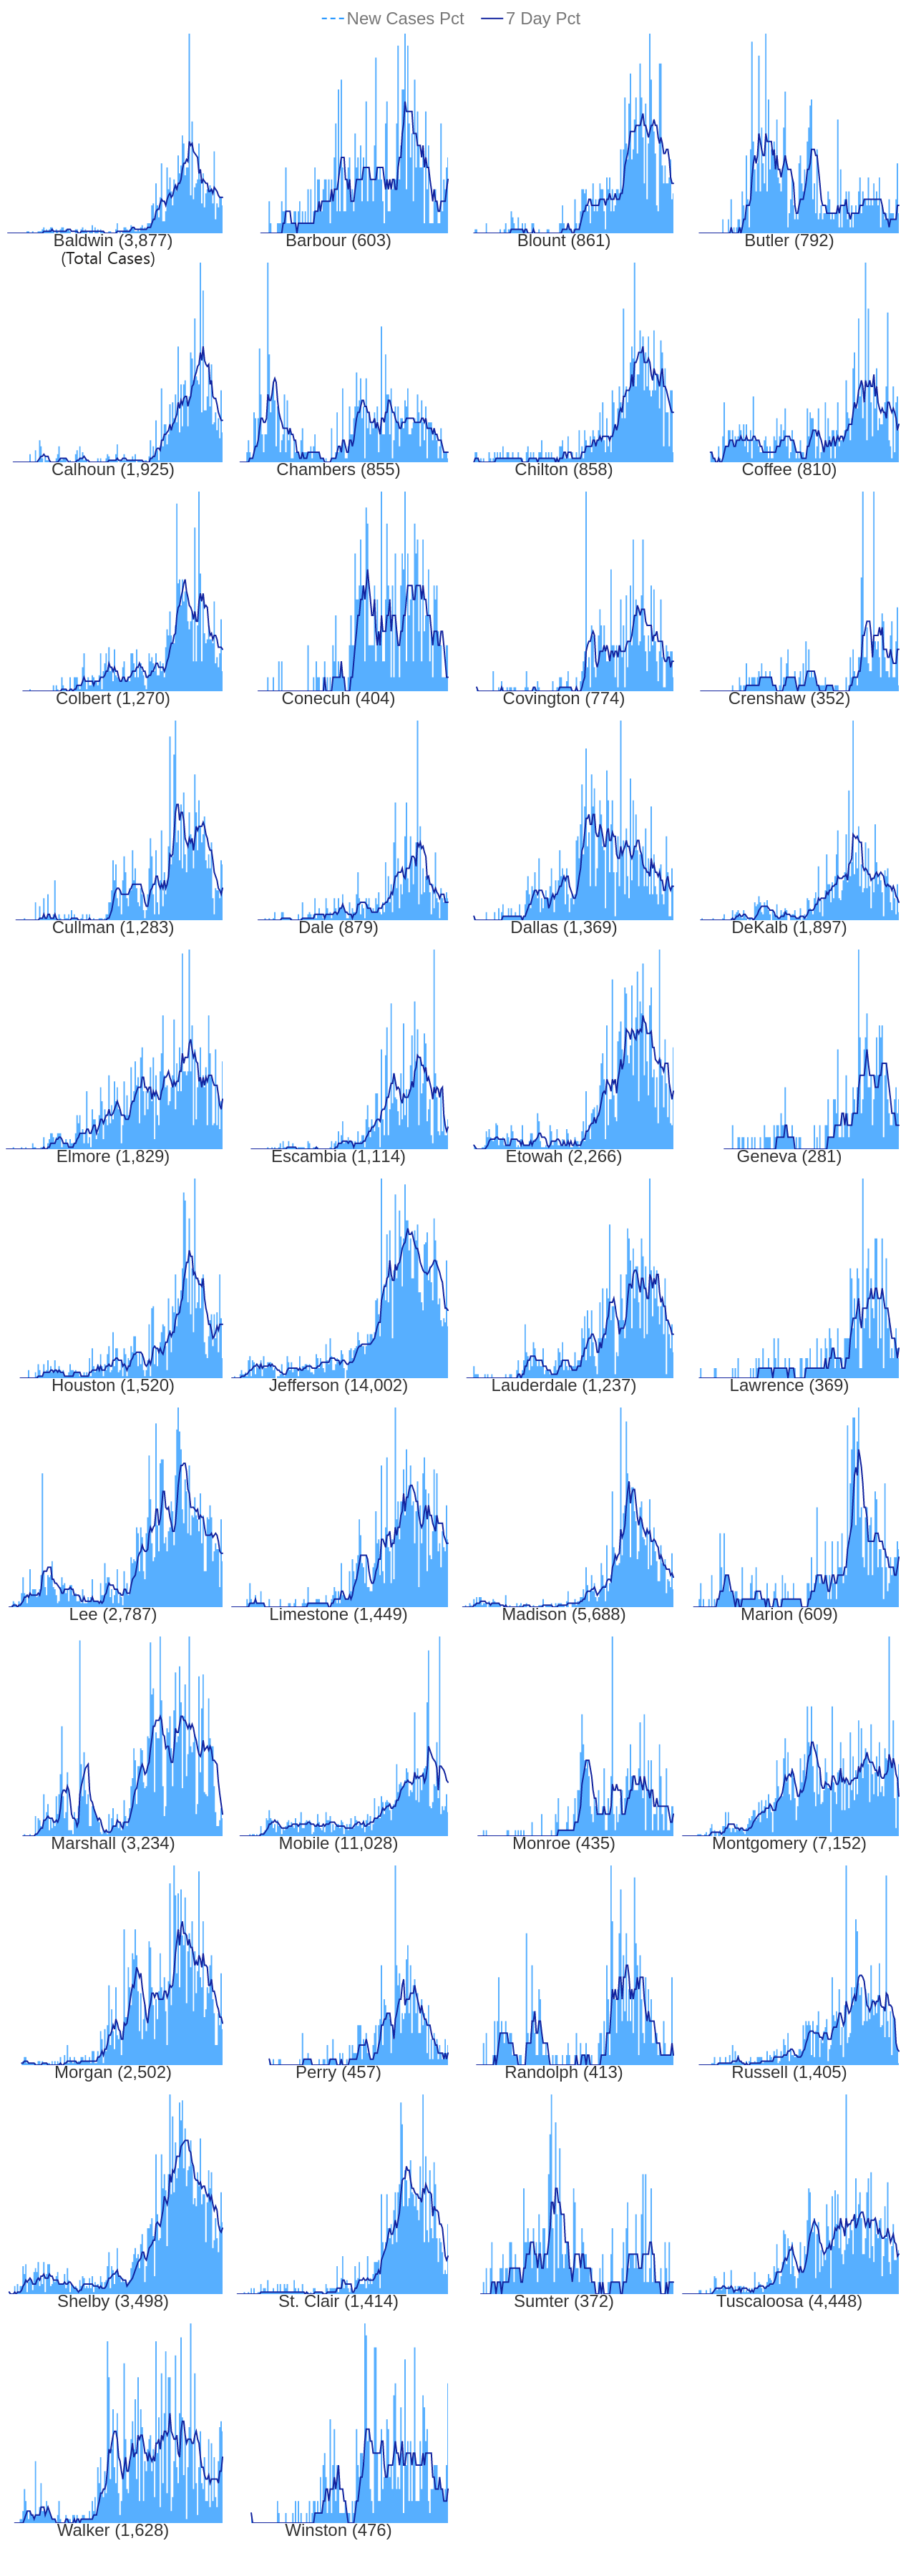 New Cases Pct 7 Day Pct
Baldwin (3,877) Barbour (603) Blount (861) Butler (792)
(Total Cases)
Calhoun (1,925) Chambers (855) Chilton (858) Coffee (810)
Colbert (1,270) Conecuh (404) Covington (774) Crenshaw (352)
Cullman (1,283) Dale (879) Dallas (1,369) DeKalb (1,897)
Elmore (1,829) Escambia (1,114) Etowah (2,266) Geneva (281)
Houston (1,520) Jefferson (14,002) Lauderdale (1,237) Lawrence (369)
Lee (2,787) Limestone (1,449) Madison (5,688) Marion (609)
Marshall (3,234) Mobile (11,028) Monroe (435) Montgomery (7,152)
Morgan (2,502) Perry (457) Randolph (413) Russell (1,405)
Shelby (3,498) St. Clair (1,414) Sumter (372) Tuscaloosa (4,448)
Walker (1,628) Winston (476)